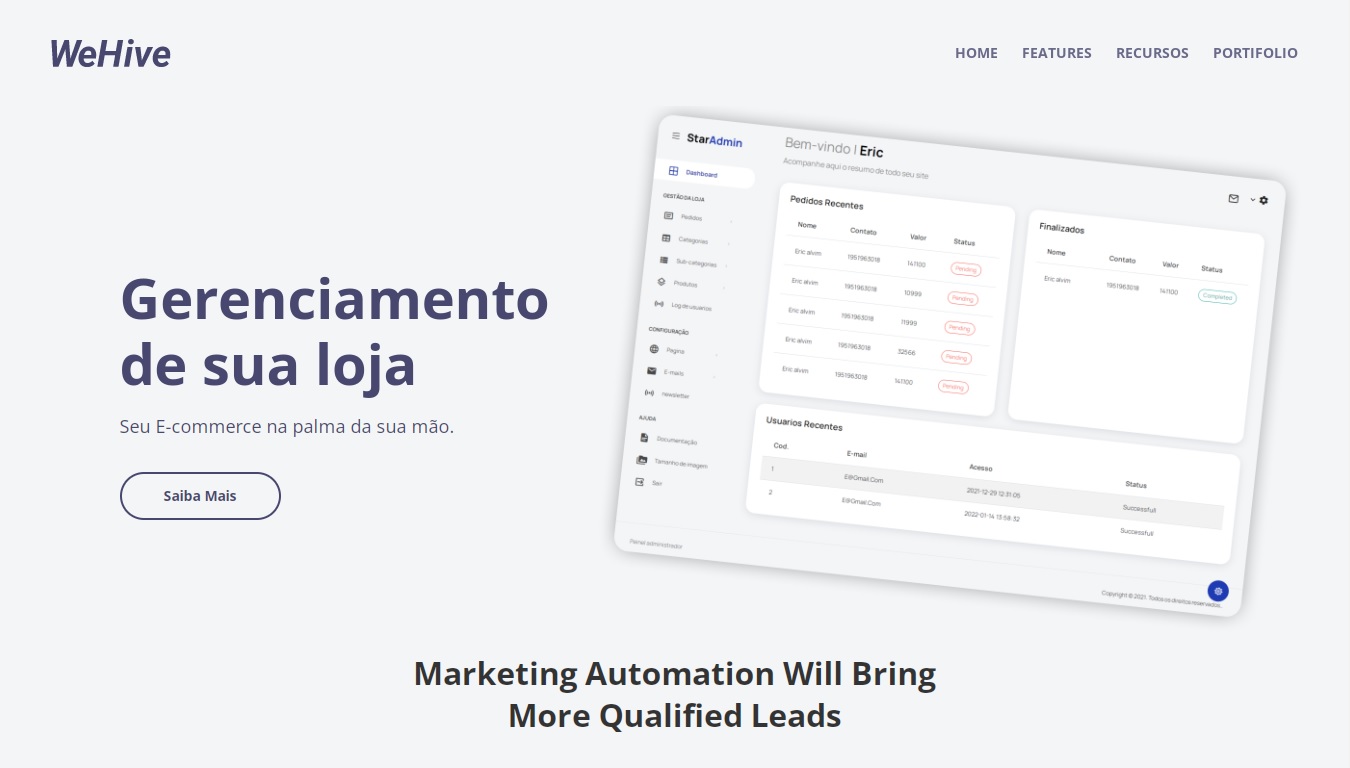 WeHive
HOME FEATURES RECURSOS PORTIFOLIO
Gerenciamento
de sua loja
Seu E-commerce na palma da sua mão.
Saiba Mais
StarAdmin
Dashboard
GESTÃO DA LOJA
Pedidos
Categorias
Sub-categorias
Produtos
Log de usuarios
CONFIGURAÇÃO
Pagina
E-mails
newsletter
AJUDA
Documentação
Tamanho de imagem
Sair
Painel administrador
Bem-vindo | Eric
Acompanhe aqui o resumo de todo seu site
Pedidos Recentes
Nome Contato Valor Status
Eric alvim 1951963018 141100 Pending
Eric alvim 1951963018 10999 Pending
Eric alvim 1951963018 11999 Pending
Eric alvim 1951963018 32566 Pending
Eric alvim 1951963018 141100 Pending
Finalizados
Nome Contato Valor Status
Eric alvim 1951963018 141100 Completed
Usuarios Recentes
Cod. E-mail Acesso Status
1 E@Gmail.Com 2021-12-29 12:31:05 Successfull
2 E@Gmail.Com 2022-01-14 13:58:32 Successfull
Copyright © 2021. Todos os direitos reservados.
Marketing Automation Will Bring
More Qualified Leads